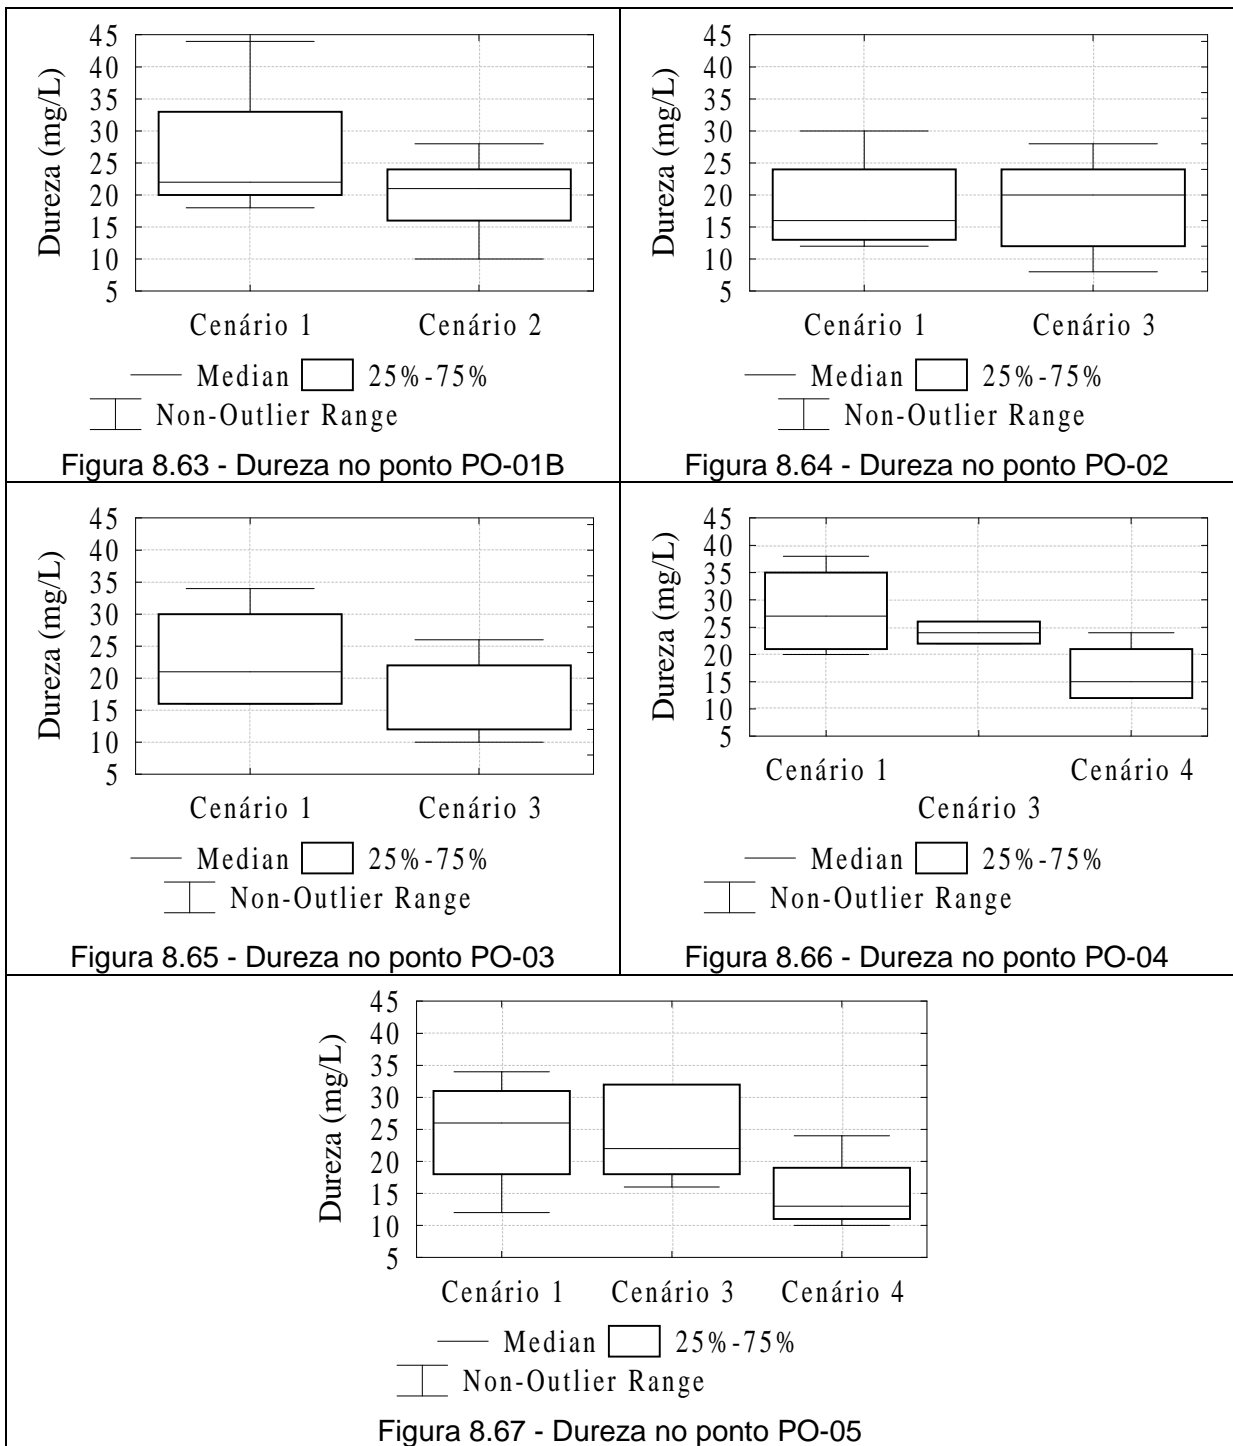 45
40
35
30
25
20
15
10
5
Dureza (mg/L)
Cenário 1 Cenário 2
Median 25%-75%
Non-Outlier Range
Figura 8.63 - Dureza no ponto PO-01B
45
40
35
30
25
20
15
10
5
Dureza (mg/L)
Cenário 1 Cenário 3
Median 25%-75%
Non-Outlier Range
Figura 8.64 - Dureza no ponto PO-02
45
40
35
30
25
20
15
10
5
Dureza (mg/L)
Cenário 1 Cenário 3
Median 25%-75%
Non-Outlier Range
Figura 8.65 - Dureza no ponto PO-03
45
40
35
30
25
20
15
10
5
Dureza (mg/L)
Cenário 1 Cenário 4
Cenário 3
Median 25%-75%
Non-Outlier Range
Figura 8.66 - Dureza no ponto PO-04
45
40
35
30
25
20
15
10
5
Dureza (mg/L)
Cenário 1 Cenário 3 Cenário 4
Median 25%-75%
Non-Outlier Range
Figura 8.67 - Dureza no ponto PO-05